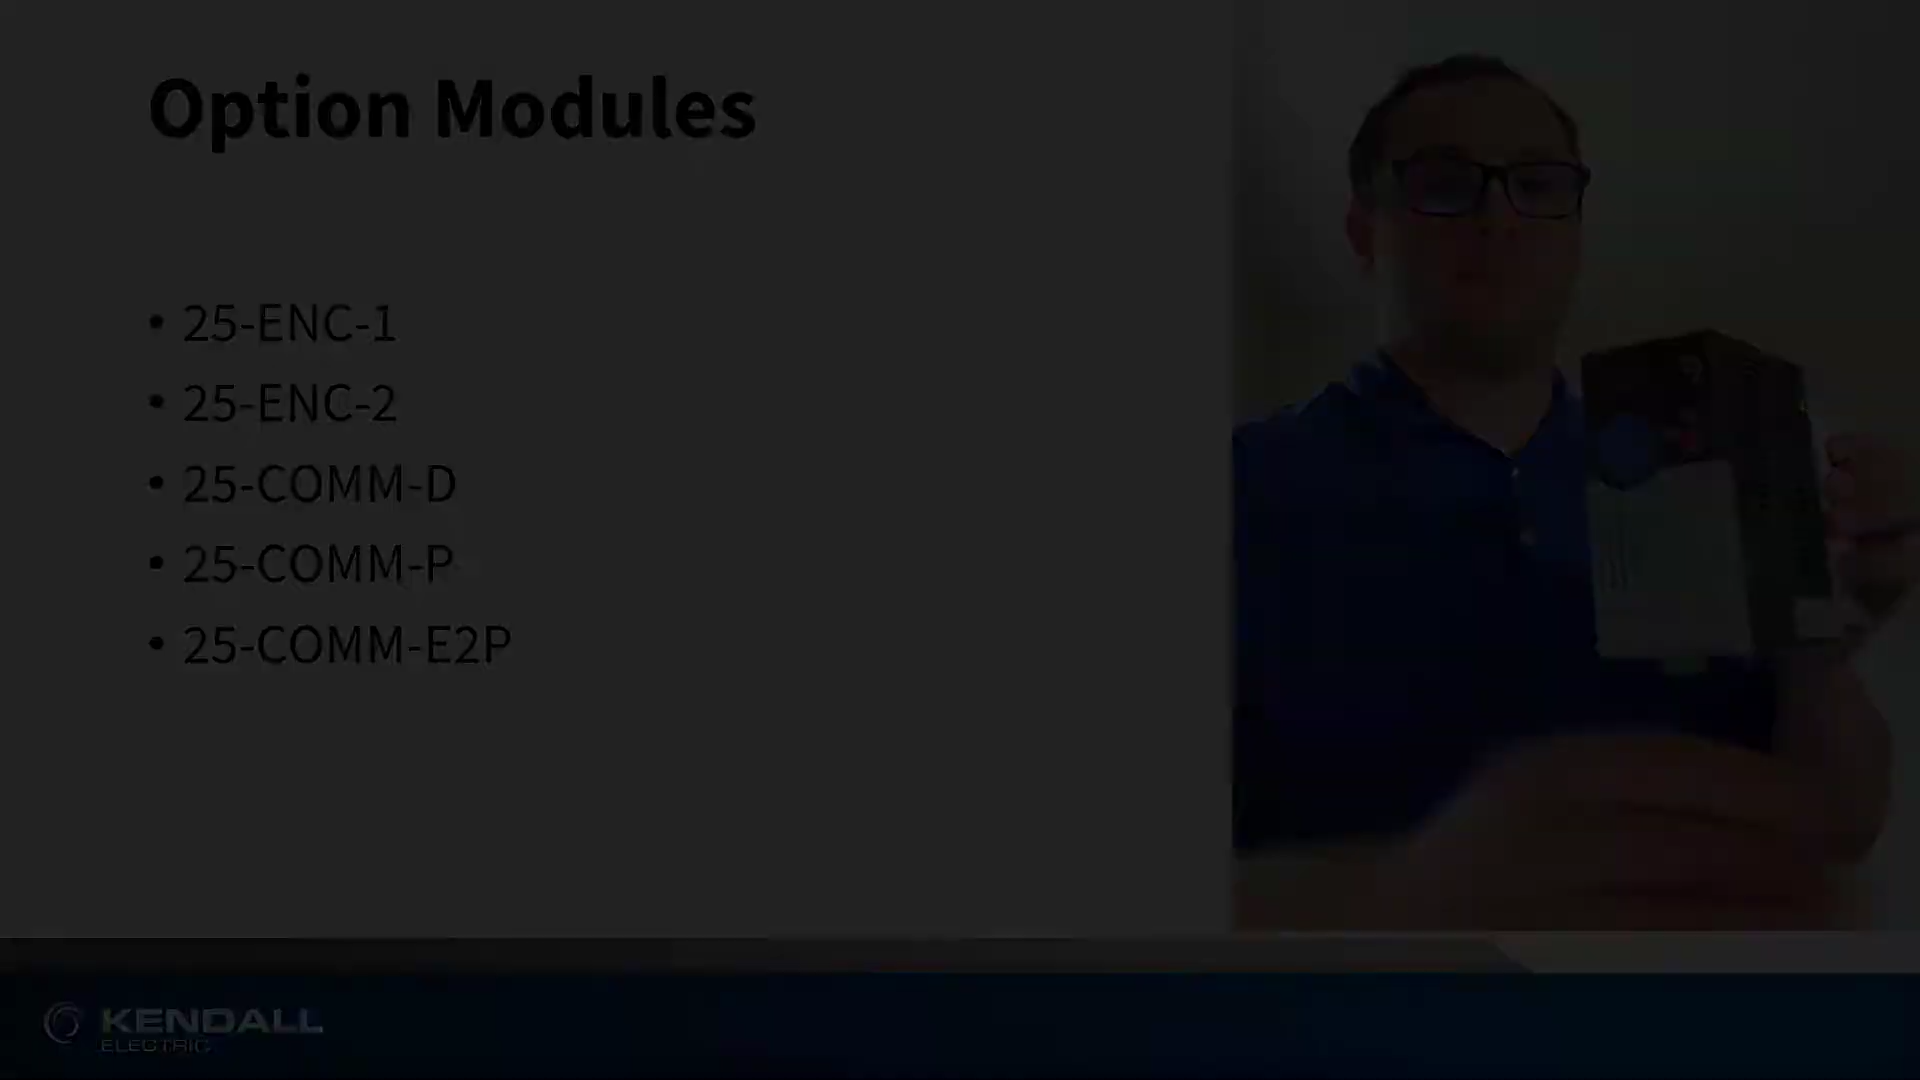 Option Modules
• 25-ENC-1
• 25-ENC-2
• 25-COMM-D
• 25-COMM-P
• 25-COMM-E2P
KENDALL
ELECTRIC